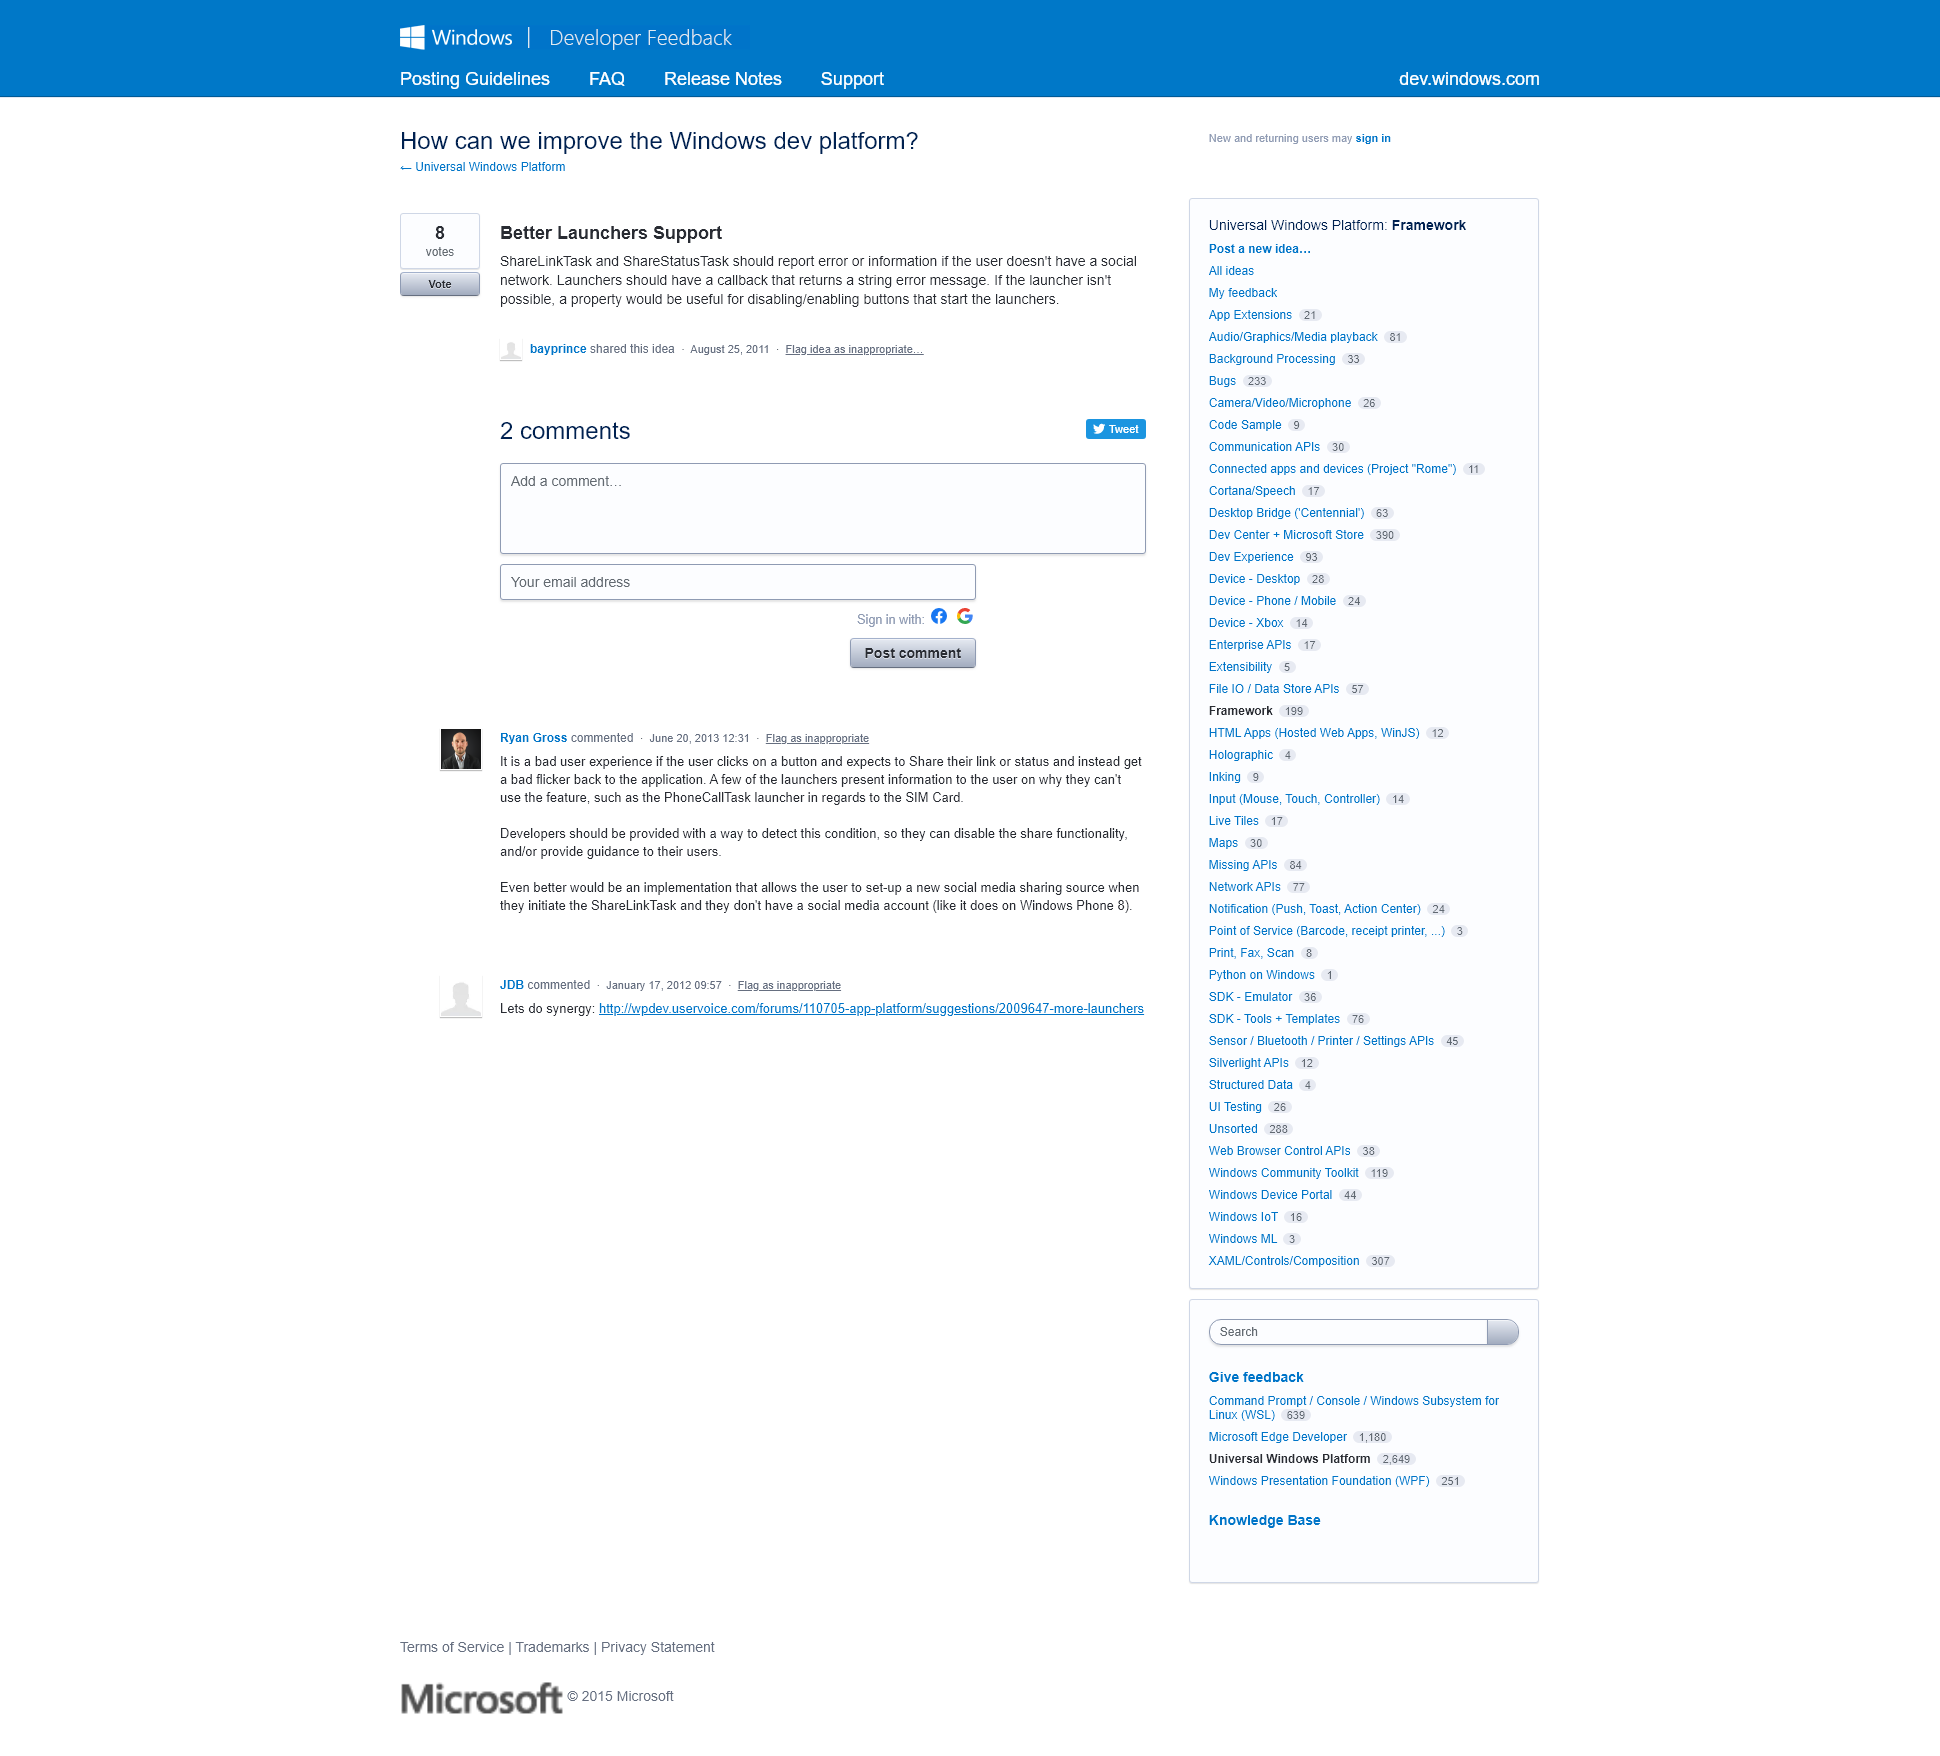 Windows | Developer Feedback
Posting Guidelines FAQ Release Notes Support dev.windows.com
How can we improve the Windows dev platform?
← Universal Windows Platform
New and returning users may sign in
8
votes
Vote
Better Launchers Support
ShareLinkTask and ShareStatusTask should report error or information if the user doesn't have a social
network. Launchers should have a callback that returns a string error message. If the launcher isn't
possible, a property would be useful for disabling/enabling buttons that start the launchers.
bayprince shared this idea · August 25, 2011 · Flag idea as inappropriate…
2 comments
Tweet
Add a comment…
Your email address
Sign in with:
Post comment
Ryan Gross commented · June 20, 2013 12:31 · Flag as inappropriate
It is a bad user experience if the user clicks on a button and expects to Share their link or status and instead get
a bad flicker back to the application. A few of the launchers present information to the user on why they can't
use the feature, such as the PhoneCallTask launcher in regards to the SIM Card.
Developers should be provided with a way to detect this condition, so they can disable the share functionality,
and/or provide guidance to their users.
Even better would be an implementation that allows the user to set-up a new social media sharing source when
they initiate the ShareLinkTask and they don't have a social media account (like it does on Windows Phone 8).
JDB commented · January 17, 2012 09:57 · Flag as inappropriate
Lets do synergy: http://wpdev.uservoice.com/forums/110705-app-platform/suggestions/2009647-more-launchers
Universal Windows Platform: Framework
Post a new idea…
All ideas
My feedback
App Extensions 21
Audio/Graphics/Media playback 81
Background Processing 33
Bugs 233
Camera/Video/Microphone 26
Code Sample 9
Communication APIs 30
Connected apps and devices (Project "Rome") 11
Cortana/Speech 17
Desktop Bridge ('Centennial') 63
Dev Center + Microsoft Store 390
Dev Experience 93
Device - Desktop 28
Device - Phone / Mobile 24
Device - Xbox 14
Enterprise APIs 17
Extensibility 5
File IO / Data Store APIs 57
Framework 199
HTML Apps (Hosted Web Apps, WinJS) 12
Holographic 4
Inking 9
Input (Mouse, Touch, Controller) 14
Live Tiles 17
Maps 30
Missing APIs 84
Network APIs 77
Notification (Push, Toast, Action Center) 24
Point of Service (Barcode, receipt printer, ...) 3
Print, Fax, Scan 8
Python on Windows 1
SDK - Emulator 36
SDK - Tools + Templates 76
Sensor / Bluetooth / Printer / Settings APIs 45
Silverlight APIs 12
Structured Data 4
UI Testing 26
Unsorted 288
Web Browser Control APIs 38
Windows Community Toolkit 119
Windows Device Portal 44
Windows IoT 16
Windows ML 3
XAML/Controls/Composition 307
Search
Give feedback
Command Prompt / Console / Windows Subsystem for
Linux (WSL) 639
Microsoft Edge Developer 1,180
Universal Windows Platform 2,649
Windows Presentation Foundation (WPF) 251
Knowledge Base
Terms of Service | Trademarks | Privacy Statement
Microsoft © 2015 Microsoft